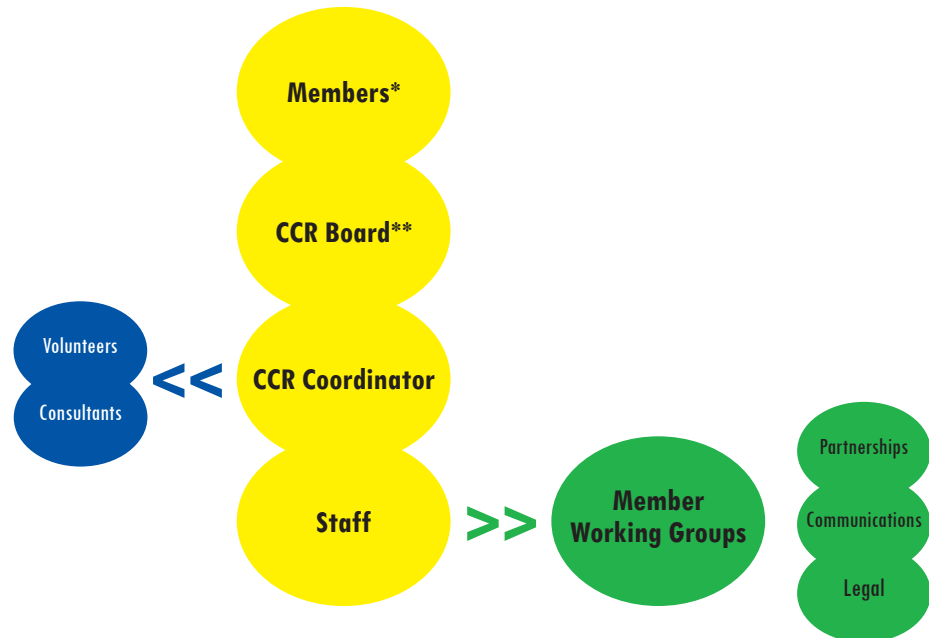 Members*
CCR Board**
Volunteers
Consultants
<<
CCR Coordinator
Staff
>>
Member
Working Groups
Partnerships
Communications
Legal